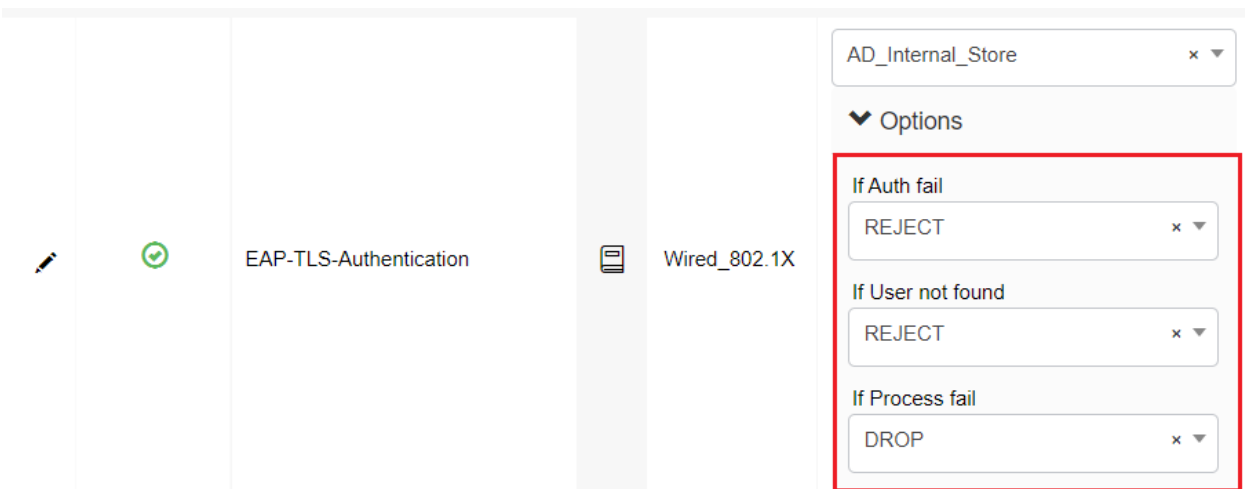 AD_Internal_Store
Options
If Auth fail
REJECT
EAP-TLS-Authentication
Wired_802.1X
If User not found
REJECT
If Process fail
DROP